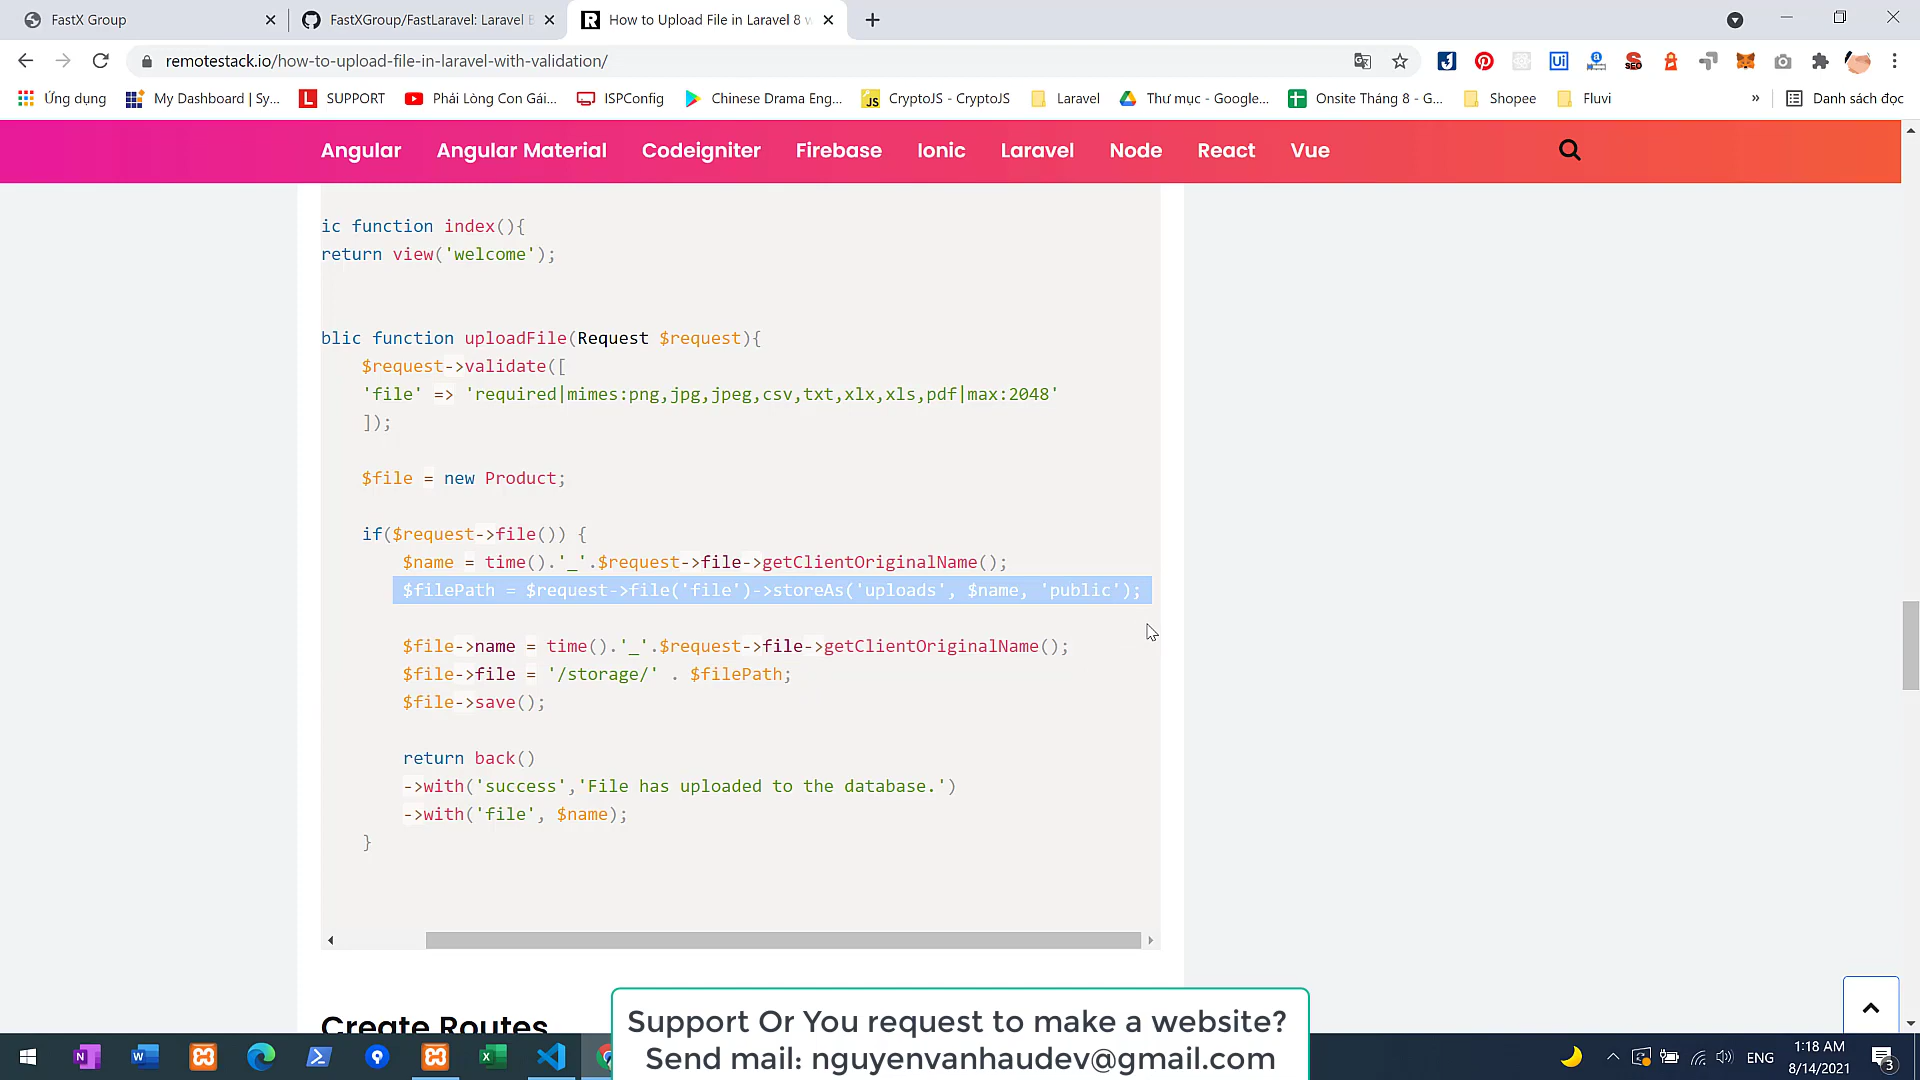 FastX Group
FastXGroup/FastLaravel: Laravel
How to Upload File in Laravel 8
remotestack.io/how-to-upload-file-in-laravel-with-validation/
Ứng dụng
My Dashboard | Sy...
SUPPORT
Phải Lòng Con Gái...
ISPConfig
Chinese Drama Eng...
CryptoJS - CryptoJS
Laravel
Thư mục - Google...
Onsite Tháng 8 - G...
Shopee
Fluvi
»
Danh sách đọc
Angular Angular Material Codeigniter Firebase Ionic Laravel Node React Vue
ic function index(){
return view('welcome');
blic function uploadFile(Request $request){
$request->validate([
'file' => 'required|mimes:png,jpg,jpeg,csv,txt,xlx,xls,pdf|max:2048'
]);
$file = new Product;
if($request->file()) {
$name = time().'_'.$request->file->getClientOriginalName();
$filePath = $request->file('file')->storeAs('uploads', $name, 'public');
$file->name = time().'_'.$request->file->getClientOriginalName();
$file->file = '/storage/' . $filePath;
$file->save();
return back()
->with('success','File has uploaded to the database.')
->with('file', $name);
}
Create Routes
Support Or You request to make a website?
Send mail: nguyenvanhaudev@gmail.com
ENG
1:18 AM
8/14/2021
3